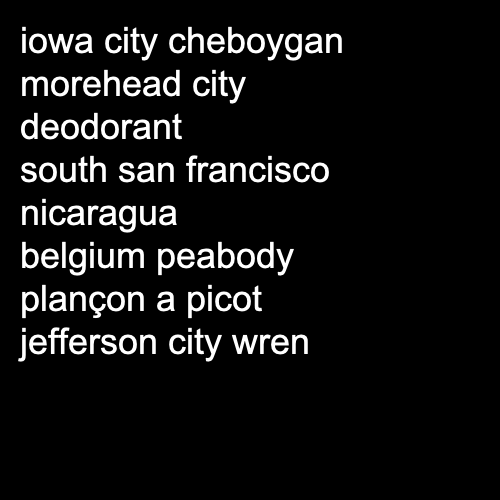 iowa city cheboygan
morehead city
deodorant
south san francisco
nicaragua
belgium peabody
plançon a picot
jefferson city wren